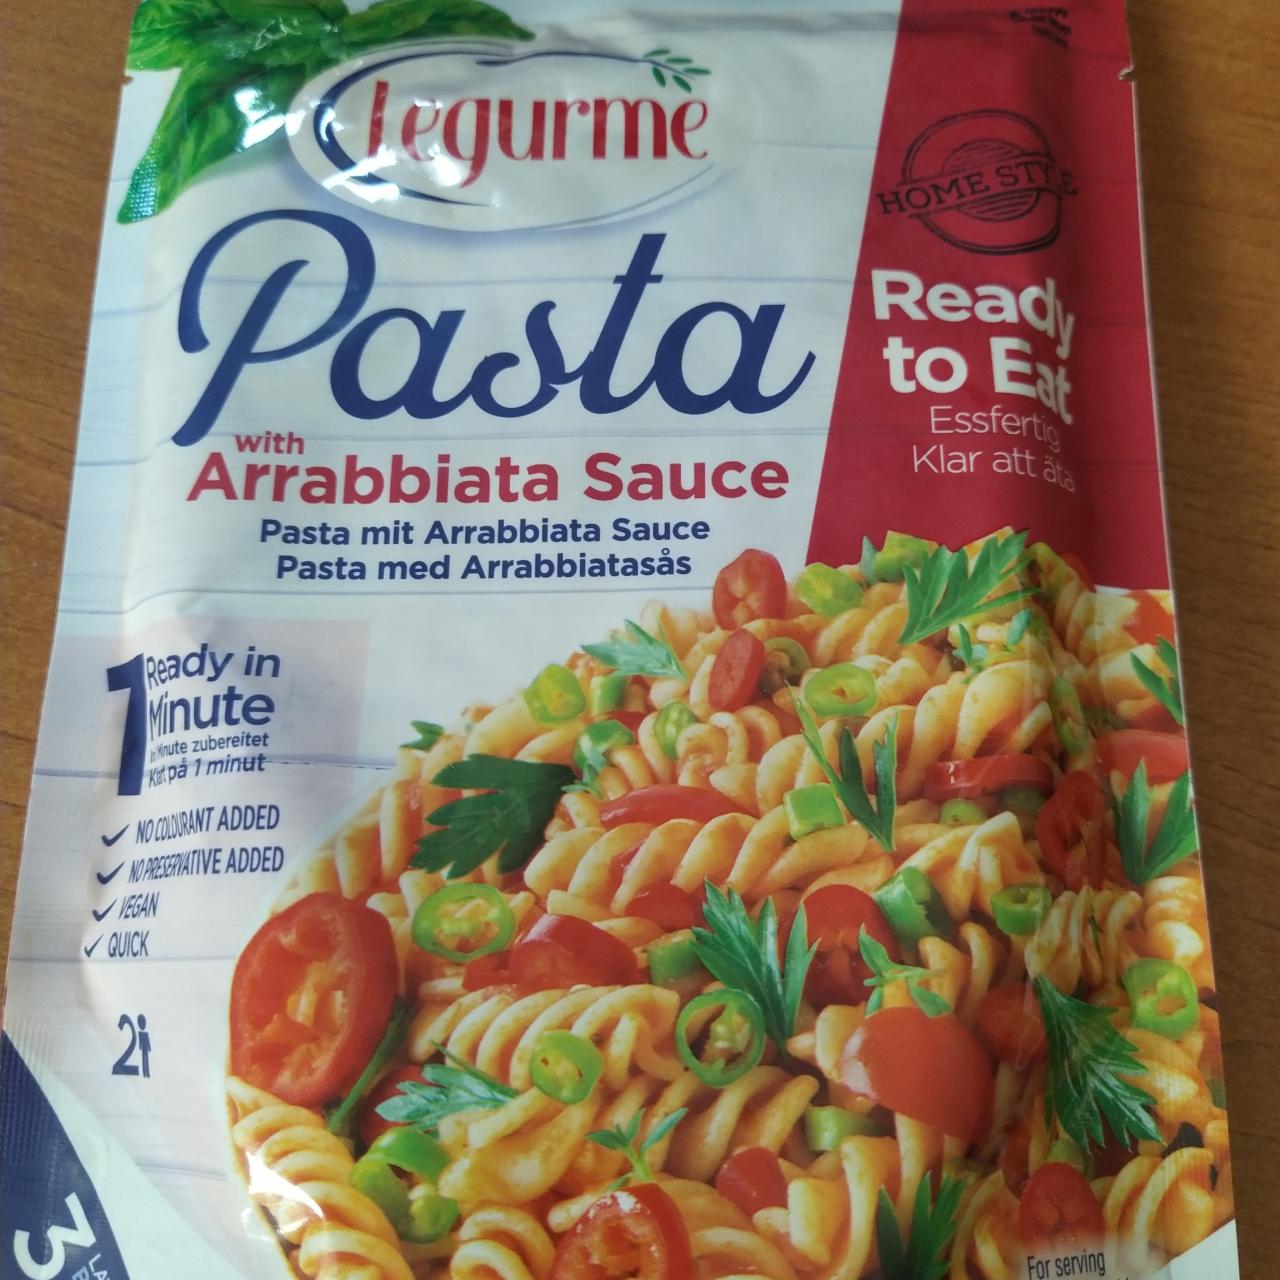 Legurme
HOME STYLE
Pasta
with
Arrabbiata Sauce
Pasta mit Arrabbiata Sauce
Pasta med Arrabbiatasås
Ready
to Eat
Essfertig
Klar att äta
1 Ready in
Minute
Minute zubereitet
på 1 minut
NO COLOURANT ADDED
NO PRESERVATIVE ADDED
VEGAN
QUICK
2
3
For serving